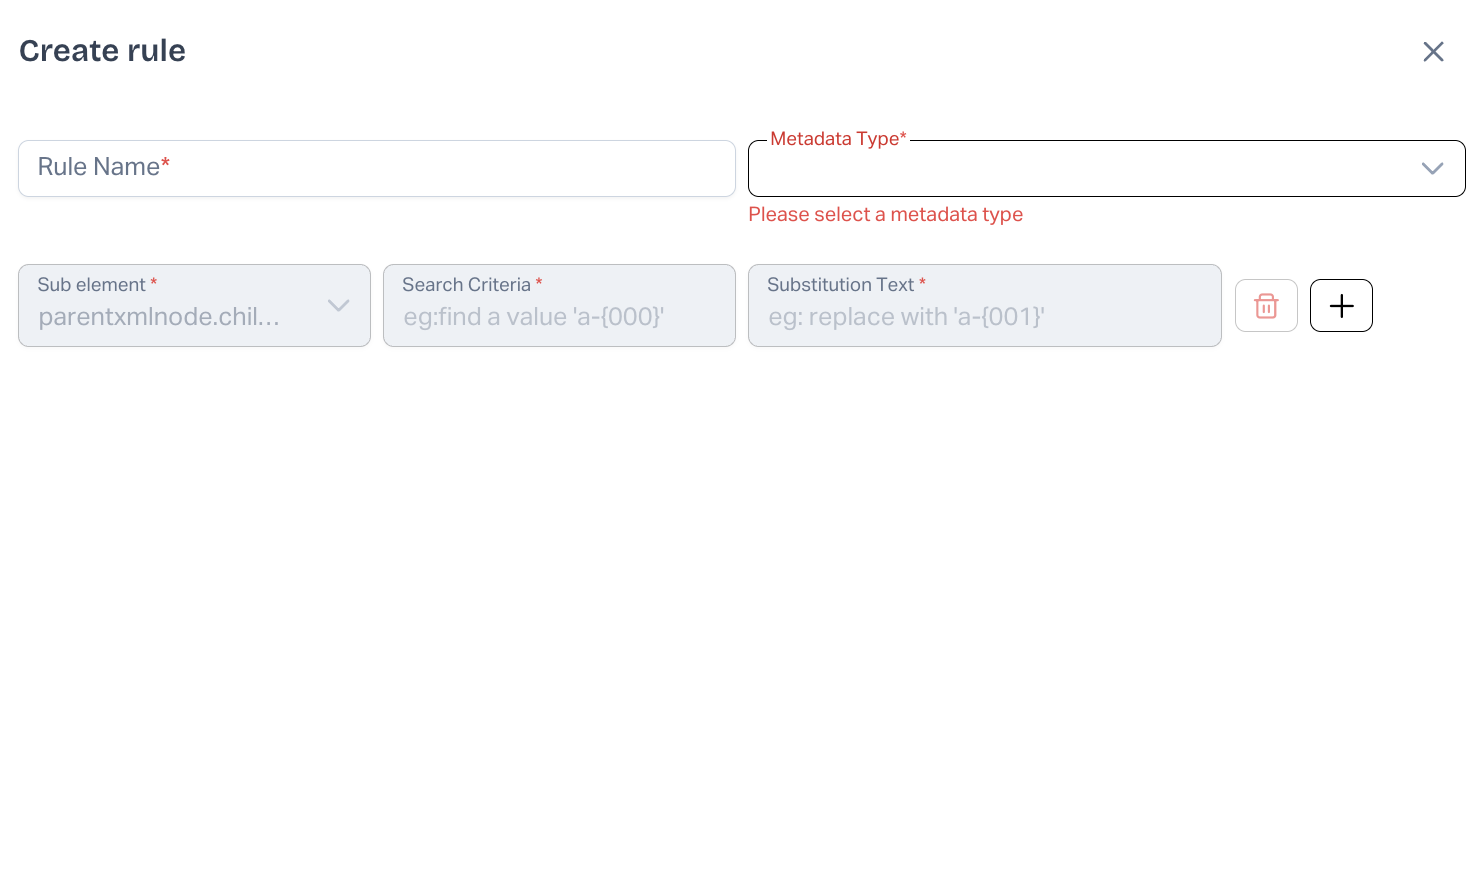 Create rule
Rule Name*
Metadata Type*
Please select a metadata type
Sub element *
parentxmlnode.chil...
Search Criteria *
eg:find a value 'a-{000}'
Substitution Text *
eg: replace with 'a-{001}'